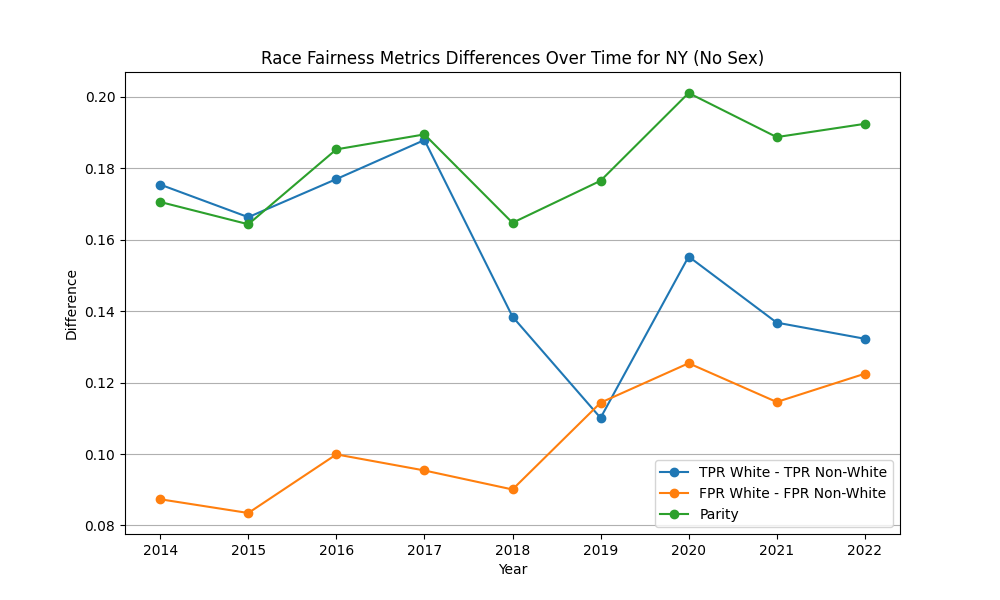 Race Fairness Metrics Differences Over Time for NY (No Sex)
0.20
0.18
0.16
0.14
0.12
0.10
0.08
Difference
TPR White - TPR Non-White
FPR White - FPR Non-White
Parity
2014 2015 2016 2017 2018 2019 2020 2021 2022
Year